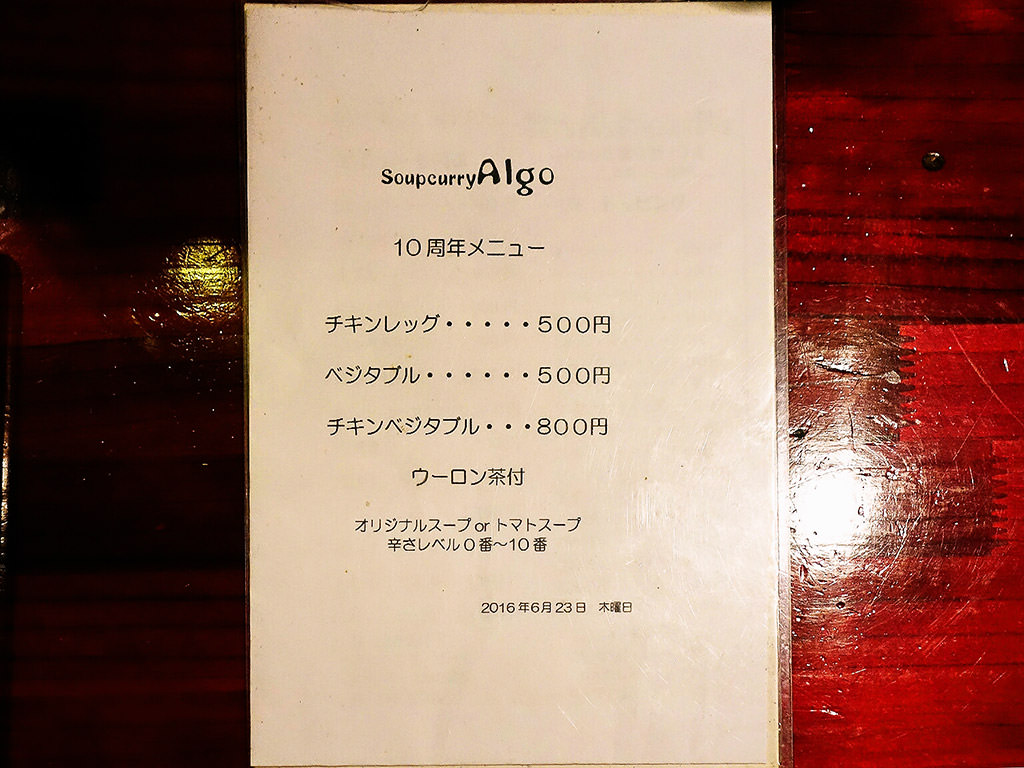 SoupcurryAlgo
10周年メニュー
チキンレッグ・・・・・500円
ベジタブル・・・・・・500円
チキンベジタブル・・・800円
ウーロン茶付
オリジナルスープ or トマトスープ
辛さレベル0番～10番
2016年6月23日 木曜日